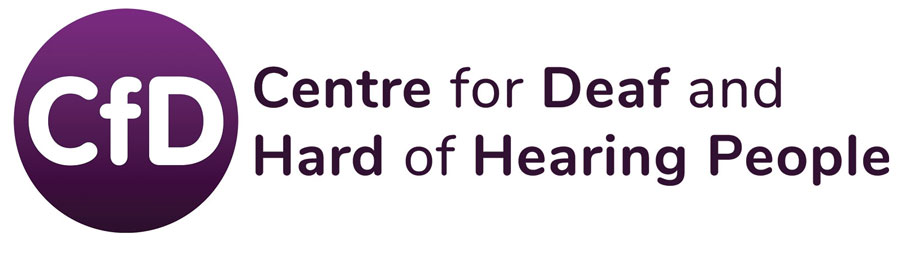 CfD
Centre for Deaf and
Hard of Hearing People